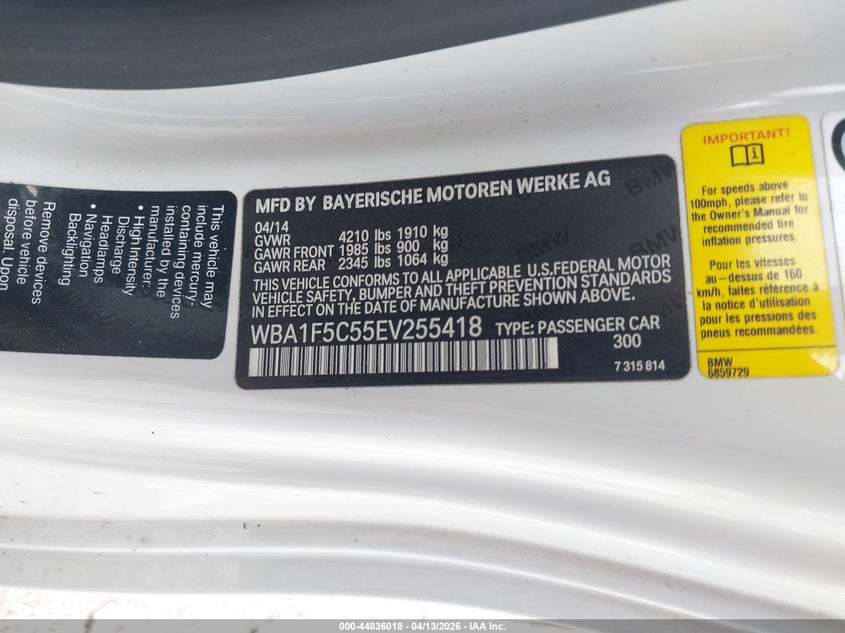 This vehicle may
include mercury-
containing devices
installed by the
manufacturer:
• High Intensity
Discharge
Headlamps
• Navigation
Backlighting
Remove devices
before vehicle
disposal. Upon
MFD BY BAYERISCHE MOTOREN WERKE AG
04/14
GVWR 4210 lbs 1910 kg
GAWR FRONT 1985 lbs 900 kg
GAWR REAR 2345 lbs 1064 kg
THIS VEHICLE CONFORMS TO ALL APPLICABLE U.S.FEDERAL MOTOR
VEHICLE SAFETY, BUMPER AND THEFT PREVENTION STANDARDS
IN EFFECT ON THE DATE OF MANUFACTURE SHOWN ABOVE.
WBA1F5C55EV255418 TYPE: PASSENGER CAR
300
7 315 814
IMPORTANT!
For speeds above
100mph, please refer to
the Owner's Manual for
recommended tire
inflation pressures.
Pour les vitesses
au-dessus de 160
km/h, faites référence à
la notice d'utilisation
pour les pressions des
pneus recommandées.
BMW
6859729
000-44836018 - 04/13/2026 - IAA Inc.